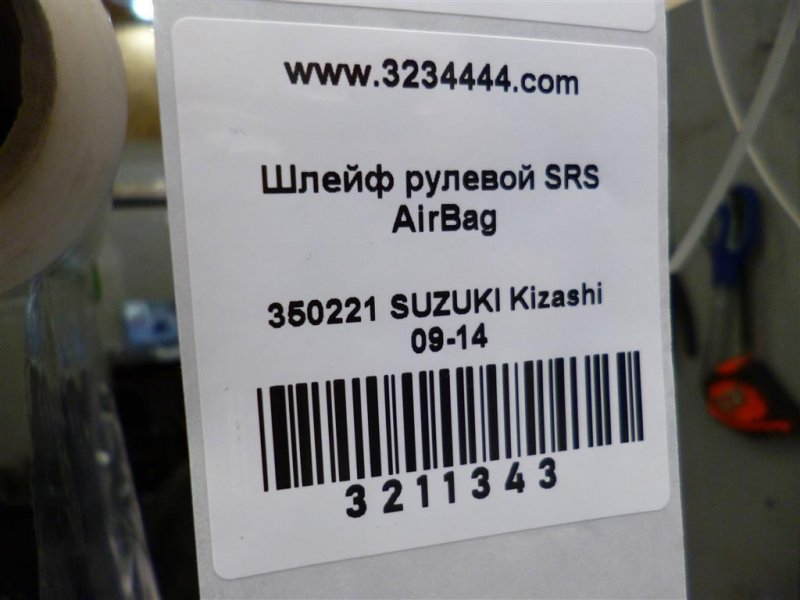 www.3234444.com
Шлейф рулевой SRS
AirBag
350221 SUZUKI Kizashi
09-14
3211343